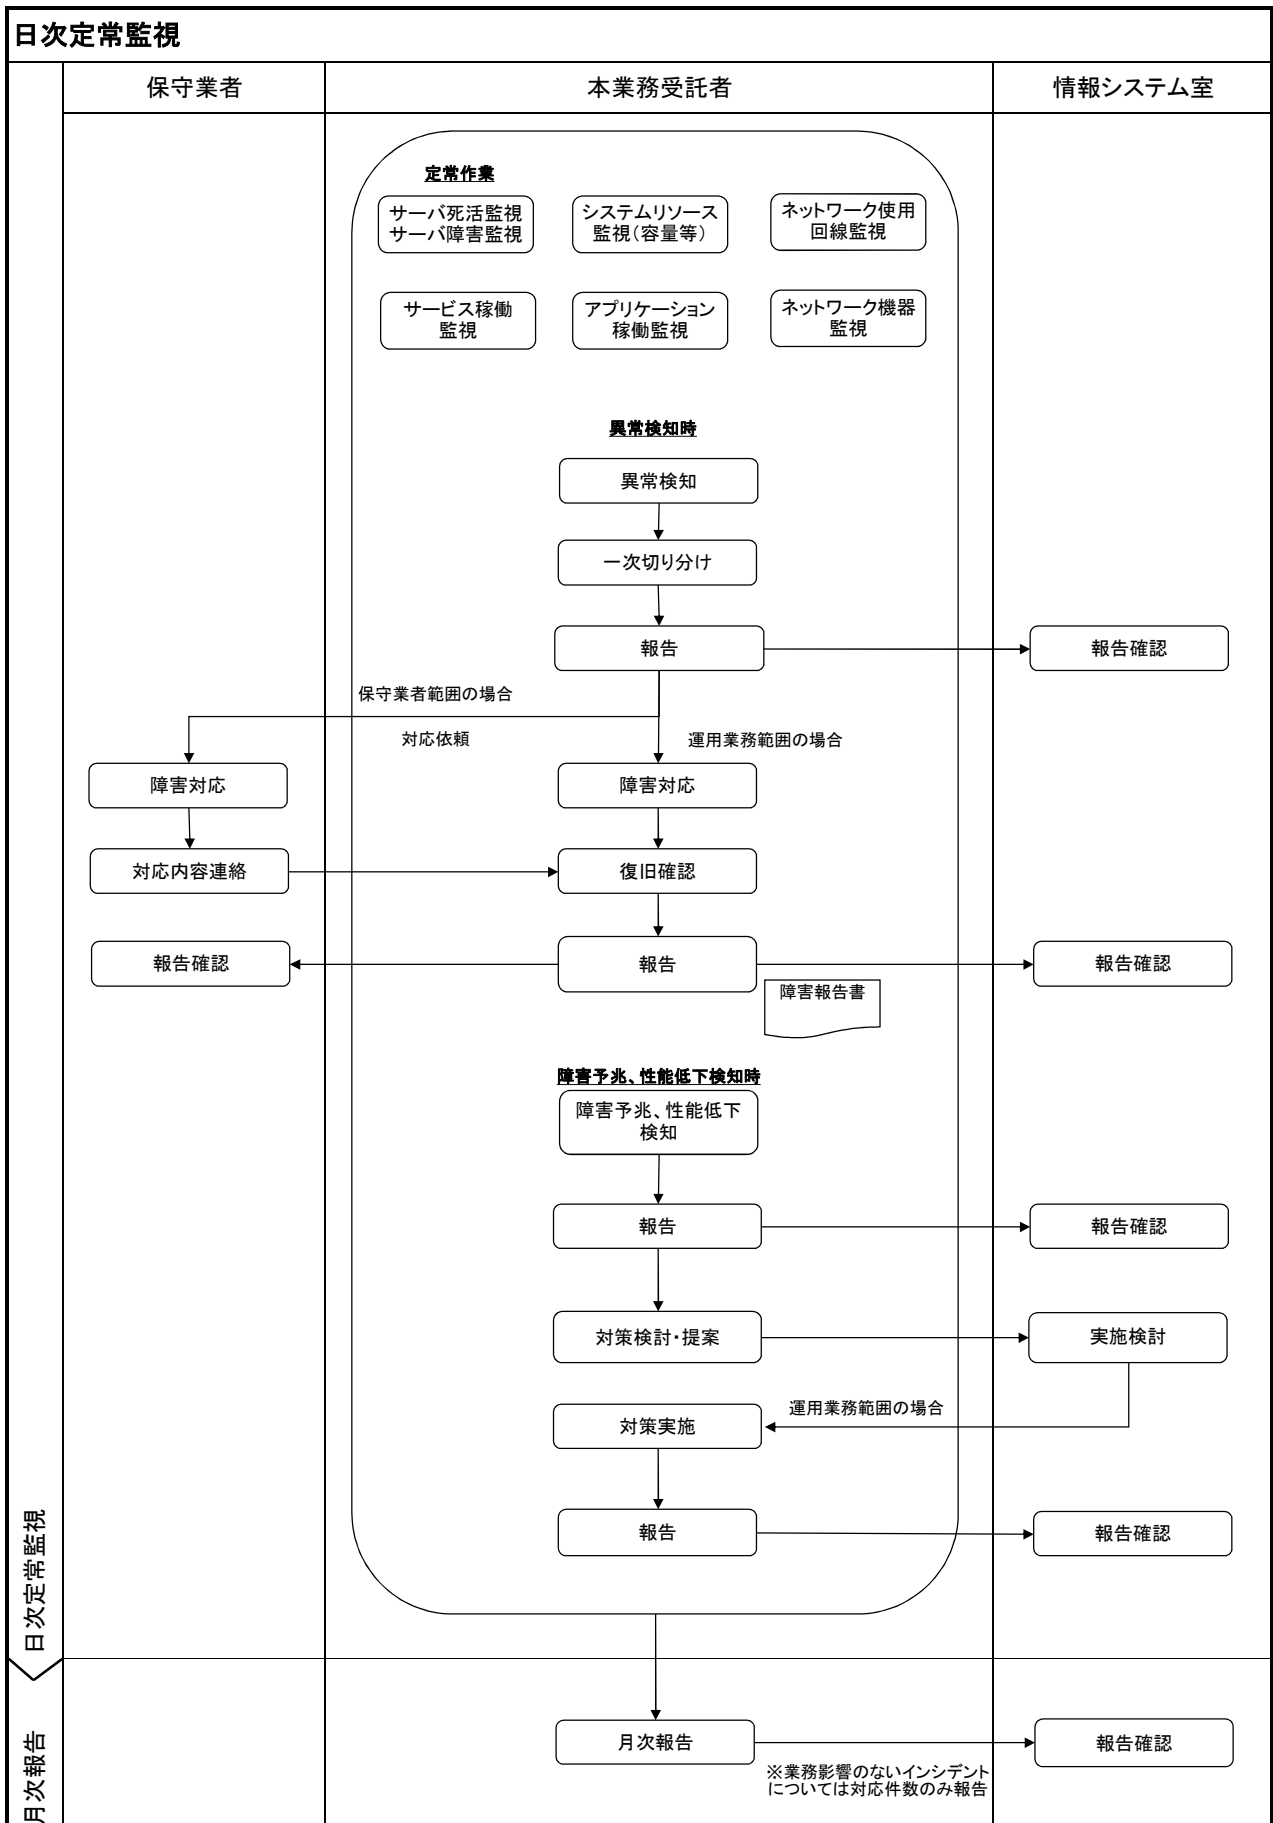 日次定常監視
保守業者
本業務受託者
情報システム室
定常作業
サーバ死活監視
サーバ障害監視
システムリソース
監視(容量等)
ネットワーク使用
回線監視
サービス稼働
監視
アプリケーション
稼働監視
ネットワーク機器
監視
異常検知時
異常検知
一次切り分け
報告
報告確認
保守業者範囲の場合
対応依頼
運用業務範囲の場合
障害対応
障害対応
対応内容連絡
復旧確認
報告確認
報告
報告確認
障害報告書
障害予兆、性能低下検知時
障害予兆、性能低下
検知
報告
報告確認
対策検討・提案
実施検討
運用業務範囲の場合
対策実施
報告
報告確認
日次定常監視
月次報告
報告確認
※業務影響のないインシデント
については対応件数のみ報告
月次報告